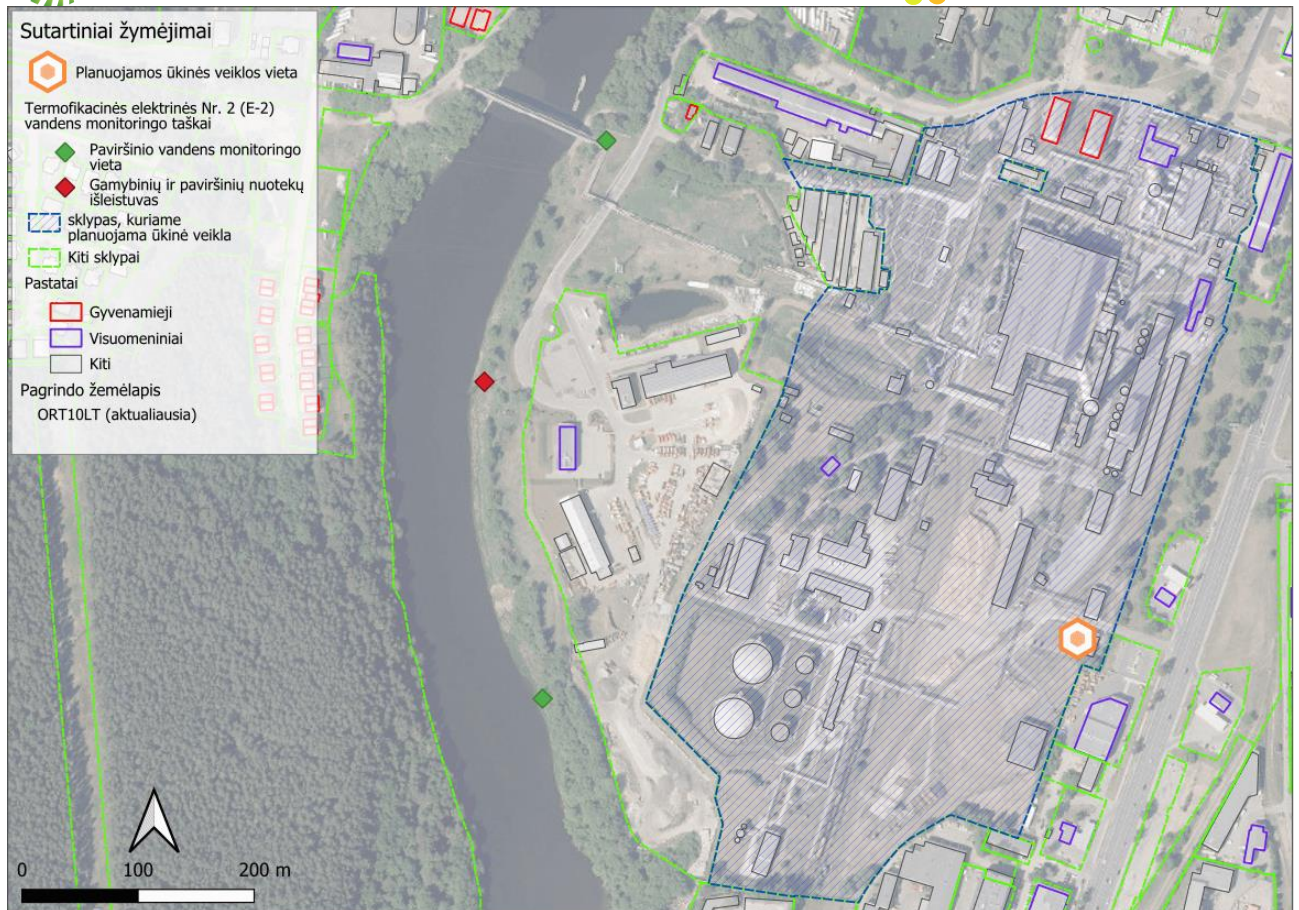 Sutartiniai žymėjimai
Planuojamos ūkinės veiklos vieta
Termofikacinės elektrinės Nr. 2 (E-2)
vandens monitoringo taškai
Paviršinio vandens monitoringo
vieta
Gamybinių ir paviršinių nuotekų
išleistuvas
sklypas, kuriame
planuojama ūkinė veikla
Kiti sklypai
Pastatai
Gyvenamieji
Visuomeniniai
Kiti
Pagrindo žemėlapis
ORT10LT (aktualiausia)
0 100 200 m